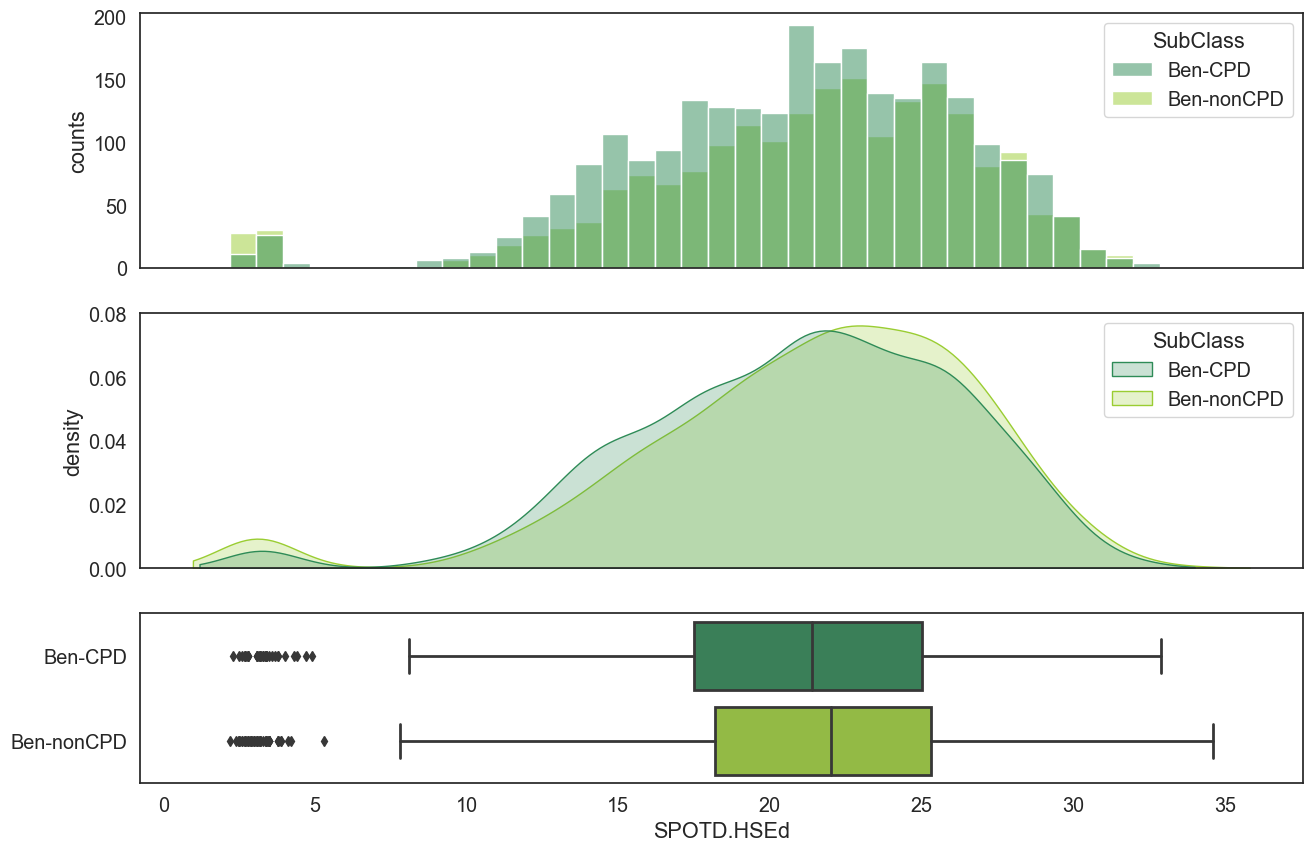 200
150
100
50
0
counts
SubClass
Ben-CPD
Ben-nonCPD
0.08
0.06
0.04
0.02
0.00
density
SubClass
Ben-CPD
Ben-nonCPD
Ben-CPD
Ben-nonCPD
0 5 10 15 20 25 30 35
SPOTD.HSEd